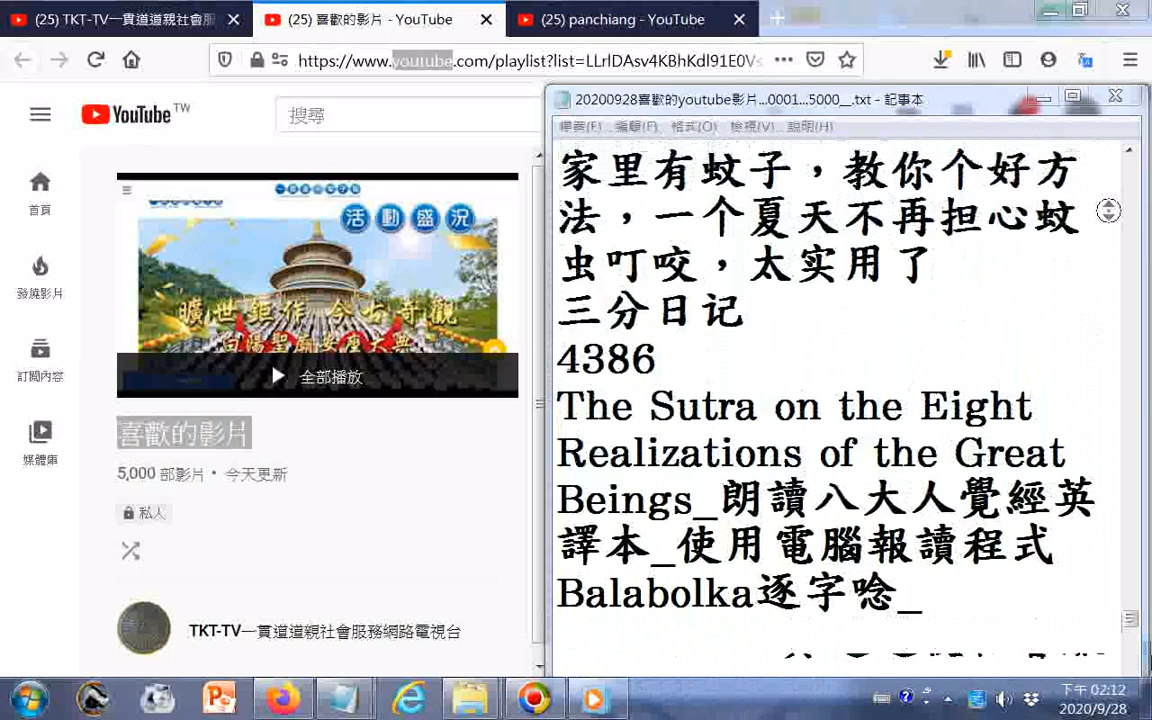 (25) TKT-TV一貫道道親社會服
(25) 喜歡的影片 - YouTube
(25) panchiang - YouTube
https://www.youtube.com/playlist?list=LLrlDAsv4KBhKdl91E0Vs
YouTube TW
搜尋
首頁
發燒影片
訂閱內容
媒體庫
活動盛況
曠世鉅作 今古奇觀
全部播放
喜歡的影片
5,000 部影片・今天更新
私人
TKT-TV一貫道道親社會服務網路電視台
20200928喜歡的youtube影片...0001...5000__.txt - 記事本
檔案(F) 編輯(E) 格式(O) 檢視(V) 說明(H)
家里有蚊子，教你个好方
法，一个夏天不再担心蚊
虫叮咬，太实用了
三分日记
4386
The Sutra on the Eight
Realizations of the Great
Beings_朗讀八大人覺經英
譯本_使用電腦報讀程式
Balabolka逐字唸_
下午 02:12
2020/9/28